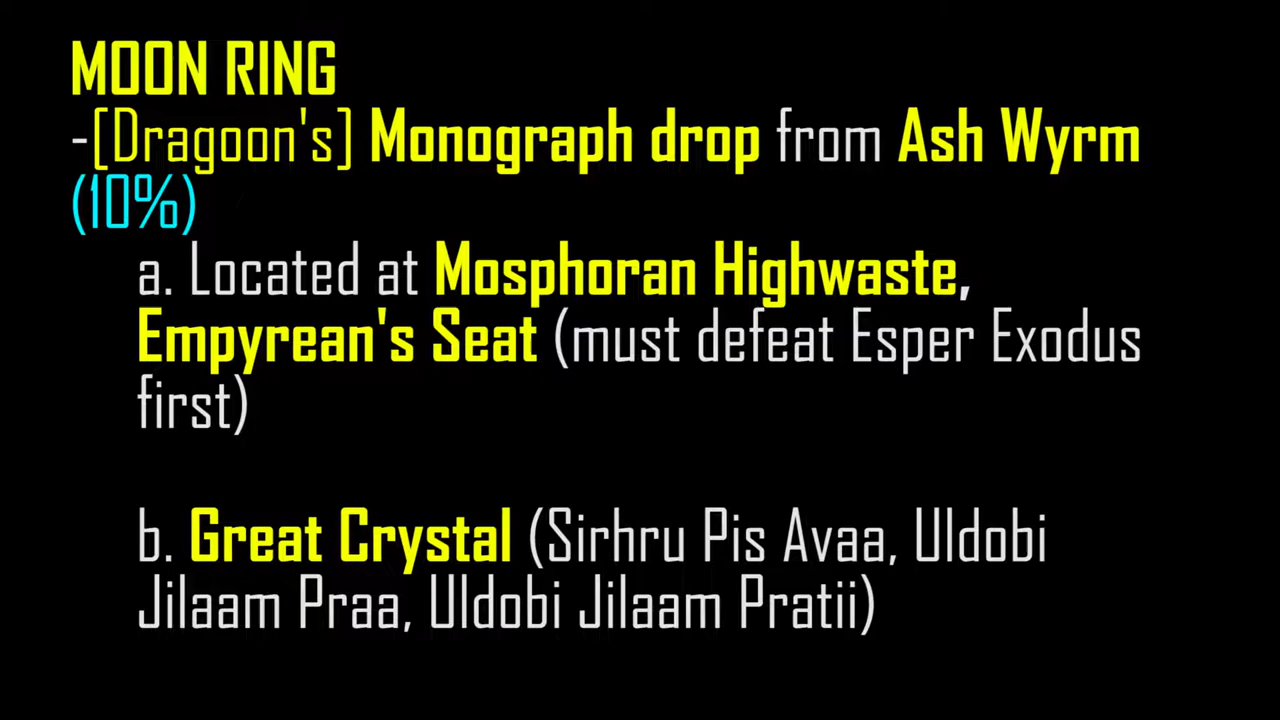 MOON RING
-[Dragoon's] Monograph drop from Ash Wyrm
(10%)
a. Located at Mosphoran Highwaste,
Empyrean's Seat (must defeat Esper Exodus
first)
b. Great Crystal (Sirhru Pis Avaa, Uldobi
Jilaam Praa, Uldobi Jilaam Pratii)